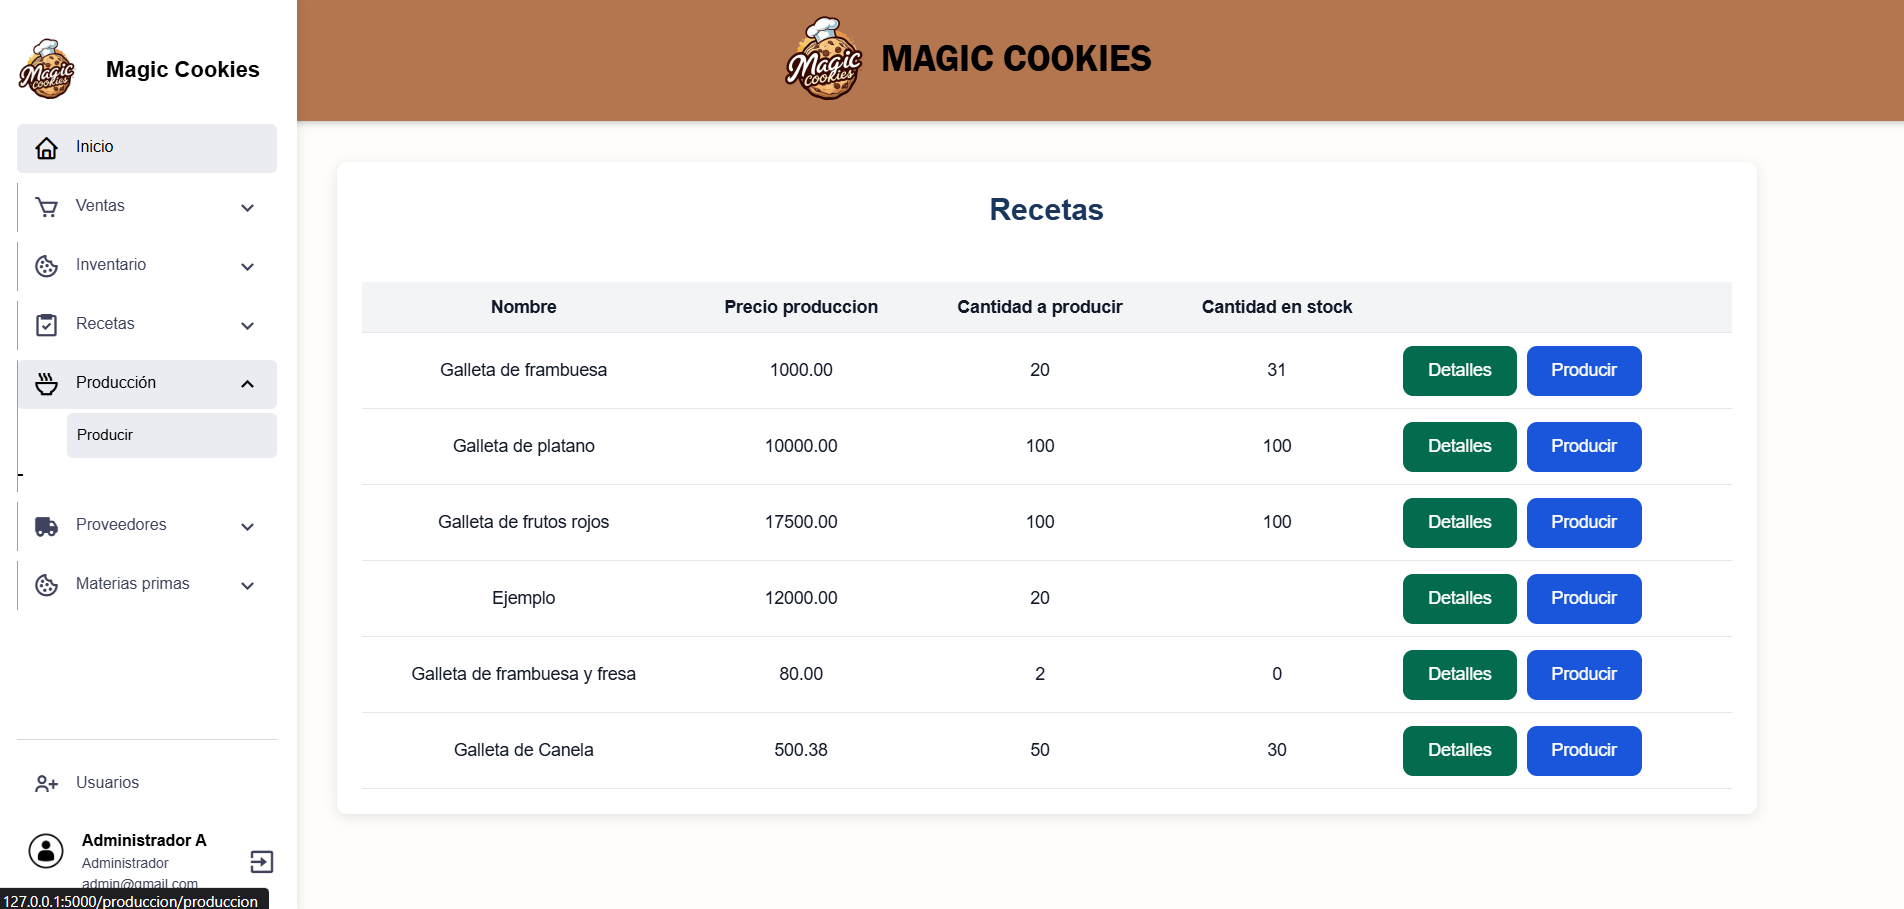 Magic Cookies
Magic Cookies
Inicio
Ventas
Inventario
Recetas
Producción
Producir
-
Proveedores
Materias primas
Usuarios
Administrador A
Administrador
admin@gmail.com
127.0.0.1:5000/produccion/produccion
Magic Cookies
MAGIC COOKIES
Recetas
Nombre Precio produccion Cantidad a producir Cantidad en stock
Galleta de frambuesa 1000.00 20 31 Detalles Producir
Galleta de platano 10000.00 100 100 Detalles Producir
Galleta de frutos rojos 17500.00 100 100 Detalles Producir
Ejemplo 12000.00 20 Detalles Producir
Galleta de frambuesa y fresa 80.00 2 0 Detalles Producir
Galleta de Canela 500.38 50 30 Detalles Producir